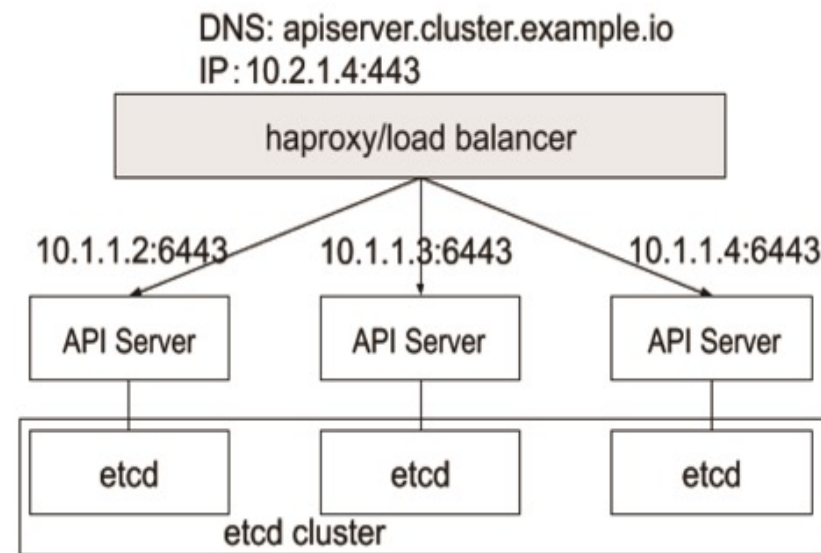 DNS: apiserver.cluster.example.io
IP:10.2.1.4:443
haproxy/load balancer
10.1.1.2:6443
10.1.1.3:6443
10.1.1.4:6443
API Server
API Server
API Server
etcd
etcd
etcd
etcd cluster